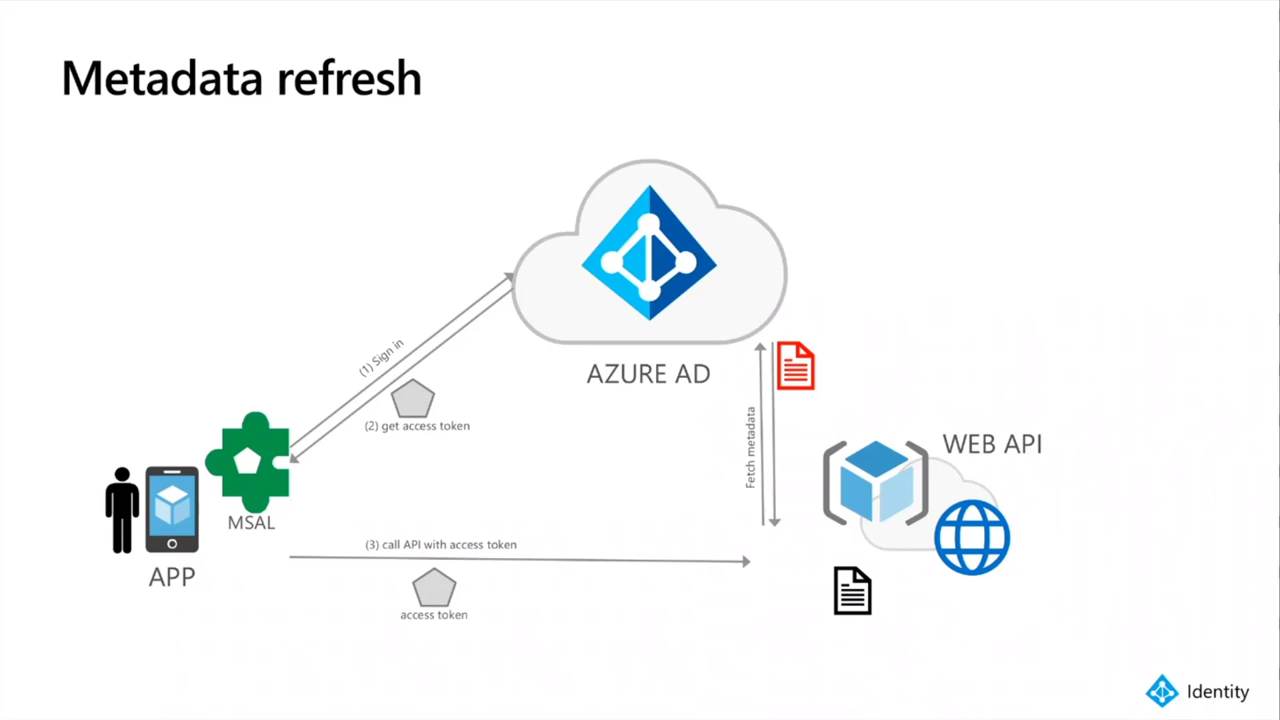 Metadata refresh
AZURE AD
(1) Sign in
(2) get access token
Fetch metadata
WEB API
MSAL
APP
(3) call API with access token
access token
Identity